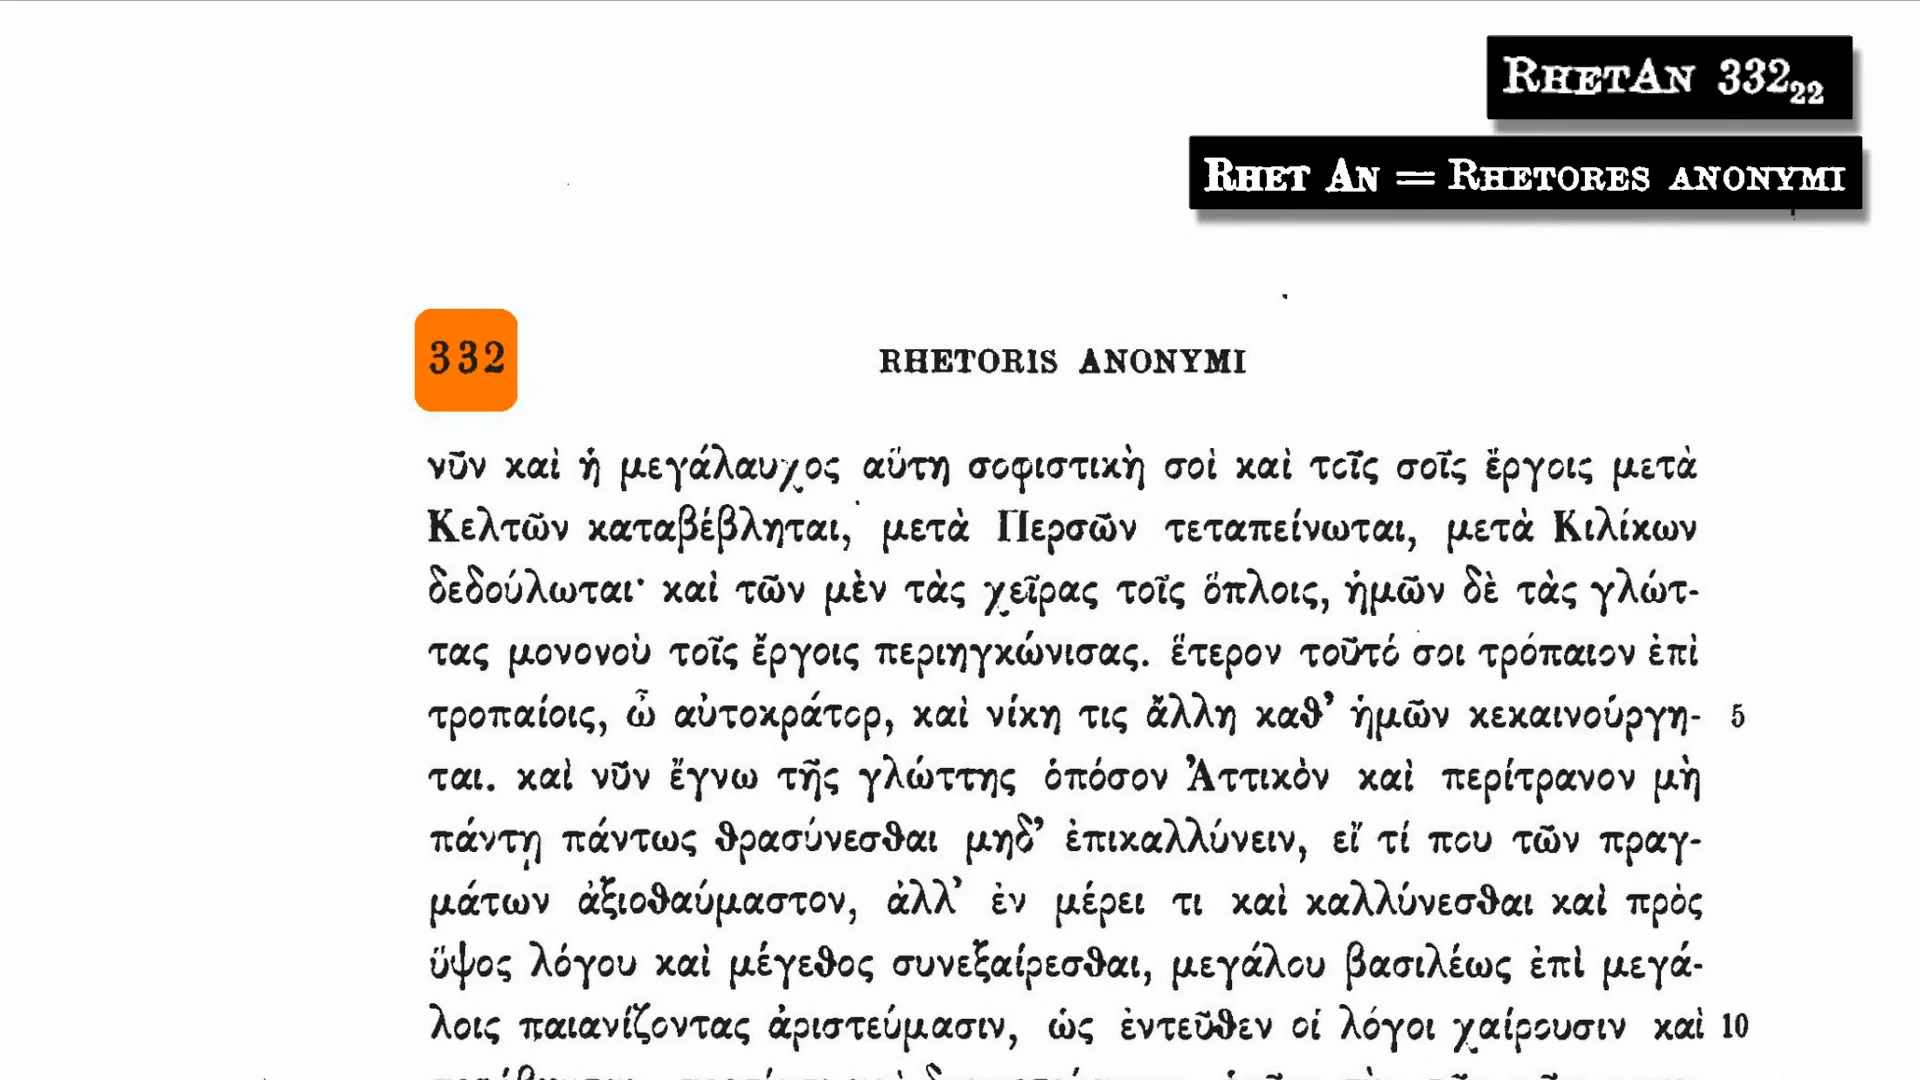 RHETAN 332₂₂
RHET AN = RHETORES ANONYMI
332
RHETORIS ANONYMI
νῦν καὶ ἡ μεγάλαυχος αὕτη σοφιστικὴ σοὶ καὶ τοῖς σοῖς ἔργοις μετὰ
Κελτῶν καταβέβληται, μετὰ Περσῶν τεταπείνωται, μετὰ Κιλίκων
δεδούλωται· καὶ τῶν μὲν τὰς χεῖρας τοῖς ὅπλοις, ἡμῶν δὲ τὰς γλώτ-
τας μονονοὺ τοῖς ἔργοις περιηγκώνισας. ἕτερον τοῦτό σοι τρόπαιον ἐπὶ
τροπαίοις, ὦ αὐτοκράτορ, καὶ νίκη τις ἄλλη καθ’ ἡμῶν κεκαινούργη- 5
ται. καὶ νῦν ἔγνω τῆς γλώττης ὁπόσον Ἀττικὸν καὶ περίτρανον μὴ
πάντη πάντως θρασύνεσθαι μηδ’ ἐπικαλλύνειν, εἴ τί που τῶν πραγ-
μάτων ἀξιοθαύμαστον, ἀλλ’ ἐν μέρει τι καὶ καλλύνεσθαι καὶ πρὸς
ὕψος λόγου καὶ μέγεθος συνεξαίρεσθαι, μεγάλου βασιλέως ἐπὶ μεγά-
λοις παιανίζοντας ἀριστεύμασιν, ὡς ἐντεῦθεν οἱ λόγοι χαίρουσιν καὶ 10